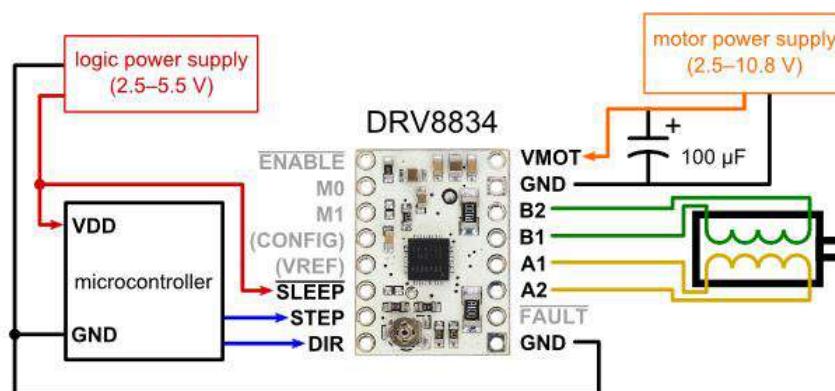 logic power supply
(2.5–5.5 V)
motor power supply
(2.5–10.8 V)
DRV8834
+
100 µF
ENABLE
M0
M1
(CONFIG)
(VREF)
SLEEP
STEP
DIR
VMOT
GND
B2
B1
A1
A2
FAULT
GND
VDD
microcontroller
GND